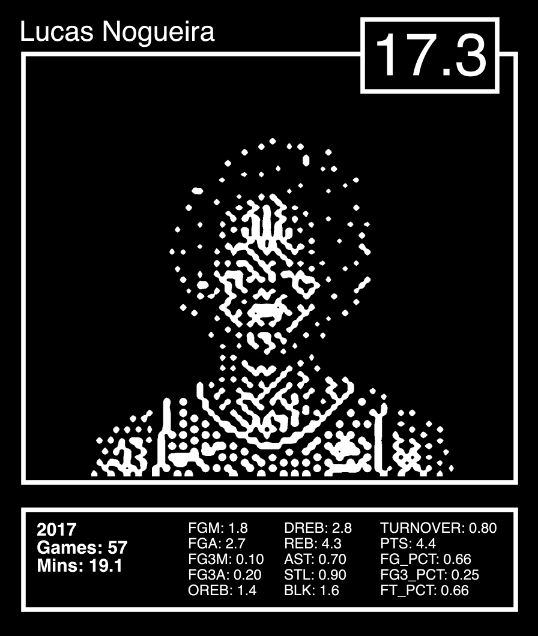 Lucas Nogueira
17.3
2017
Games: 57
Mins: 19.1
FGM: 1.8
FGA: 2.7
FG3M: 0.10
FG3A: 0.20
OREB: 1.4
DREB: 2.8
REB: 4.3
AST: 0.70
STL: 0.90
BLK: 1.6
TURNOVER: 0.80
PTS: 4.4
FG_PCT: 0.66
FG3_PCT: 0.25
FT_PCT: 0.66